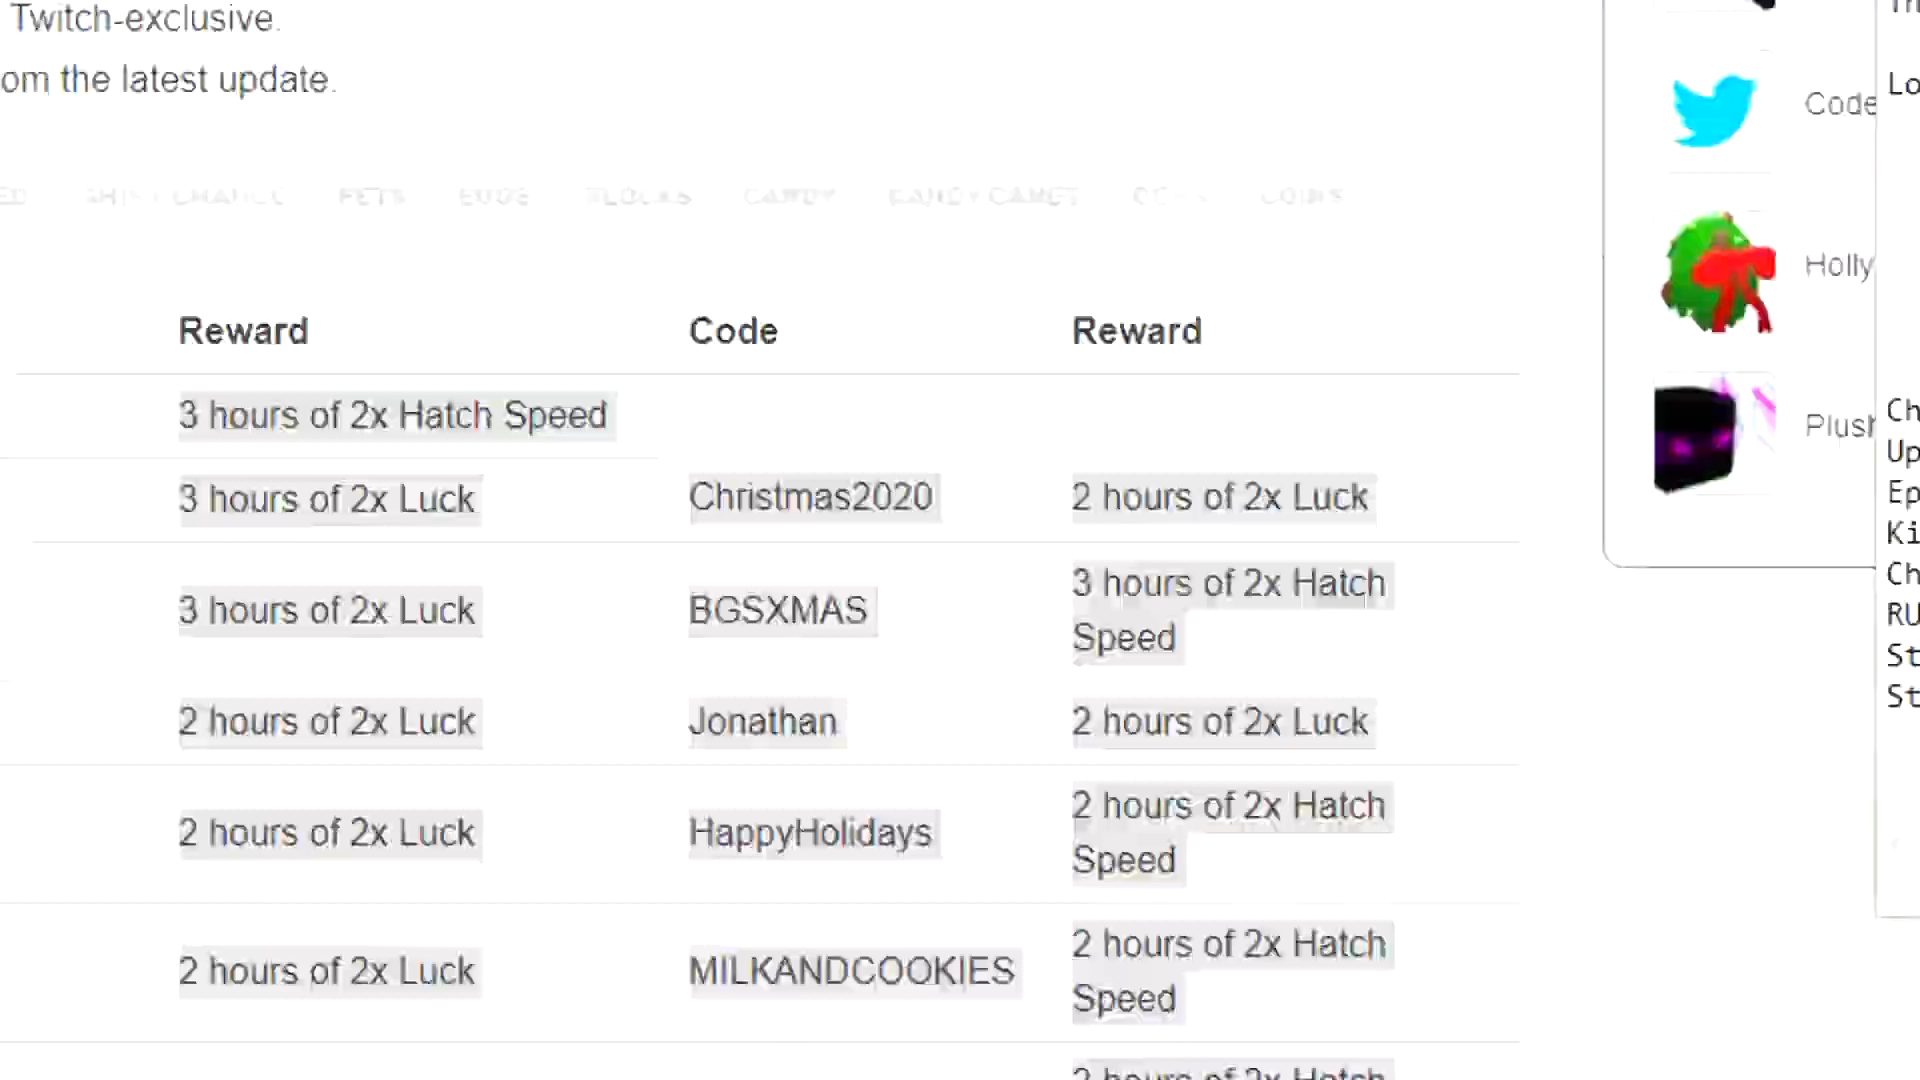 Twitch-exclusive.
om the latest update.
PETS
CANDY
Reward Code Reward
3 hours of 2x Hatch Speed
3 hours of 2x Luck Christmas2020 2 hours of 2x Luck
3 hours of 2x Luck BGSXMAS 3 hours of 2x Hatch
Speed
2 hours of 2x Luck Jonathan 2 hours of 2x Luck
2 hours of 2x Luck HappyHolidays 2 hours of 2x Hatch
Speed
2 hours of 2x Luck MILKANDCOOKIES 2 hours of 2x Hatch
Speed
Code
Holly
Plush
Lo
Ch
Up
Ep
Ki
Ch
RU
St
St